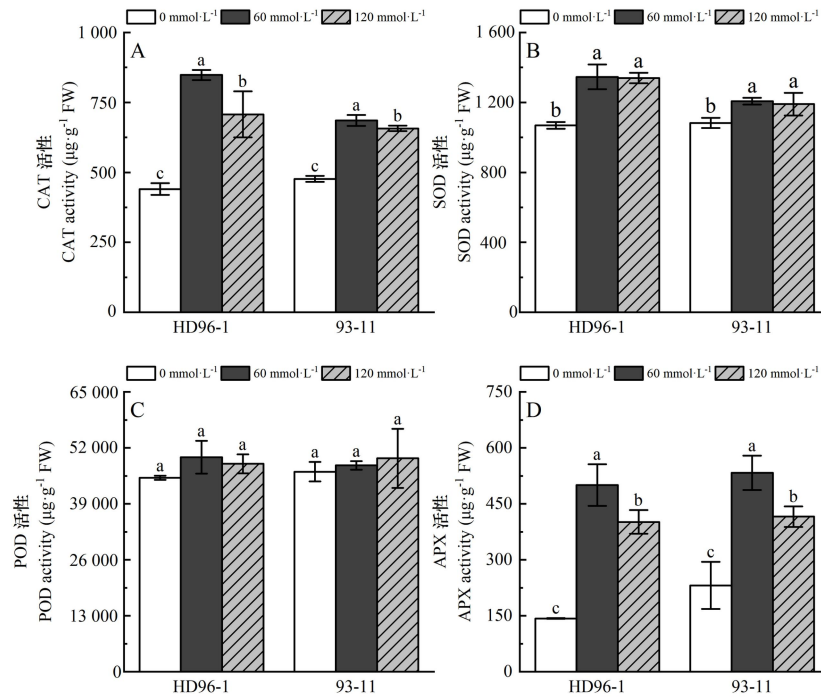 0 mmol·L⁻¹ 60 mmol·L⁻¹ 120 mmol·L⁻¹
A
CAT 活性
CAT activity (μg·g⁻¹ FW)
1 000
750
500
250
0
c
a
b
c
a
b
HD96-1 93-11
0 mmol·L⁻¹ 60 mmol·L⁻¹ 120 mmol·L⁻¹
B
SOD 活性
SOD activity (μg·g⁻¹ FW)
1 600
1200
800
400
0
b
a
a
b
a
a
HD96-1 93-11
0 mmol·L⁻¹ 60 mmol·L⁻¹ 120 mmol·L⁻¹
C
POD 活性
POD activity (μg·g⁻¹ FW)
65 000
52 000
39 000
26 000
13 000
0
a
a
a
a
a
a
HD96-1 93-11
0 mmol·L⁻¹ 60 mmol·L⁻¹ 120 mmol·L⁻¹
D
APX 活性
APX activity (μg·g⁻¹ FW)
750
600
450
300
150
0
c
a
b
c
a
b
HD96-1 93-11